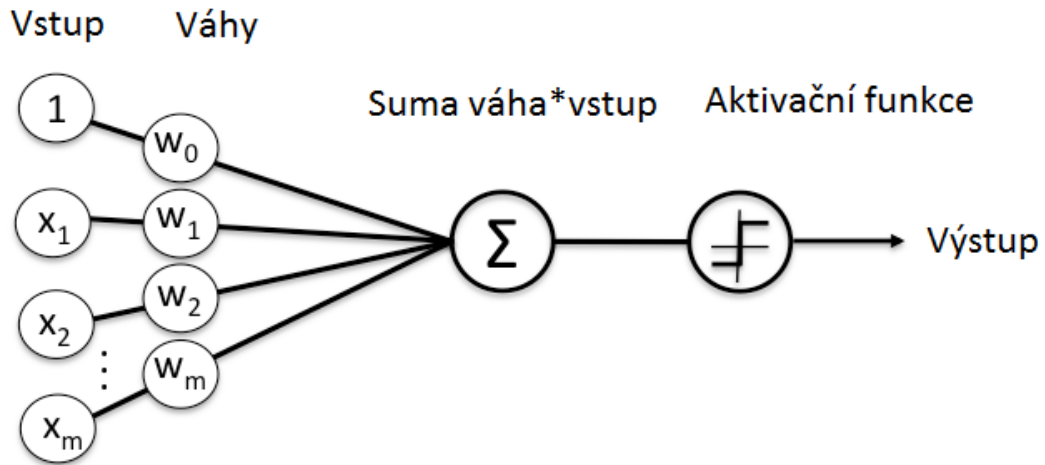 Vstup
Váhy
Suma váha*vstup
Aktivační funkce
1
w0
x1
w1
x2
w2
⋮
xm
wm
Σ
Výstup